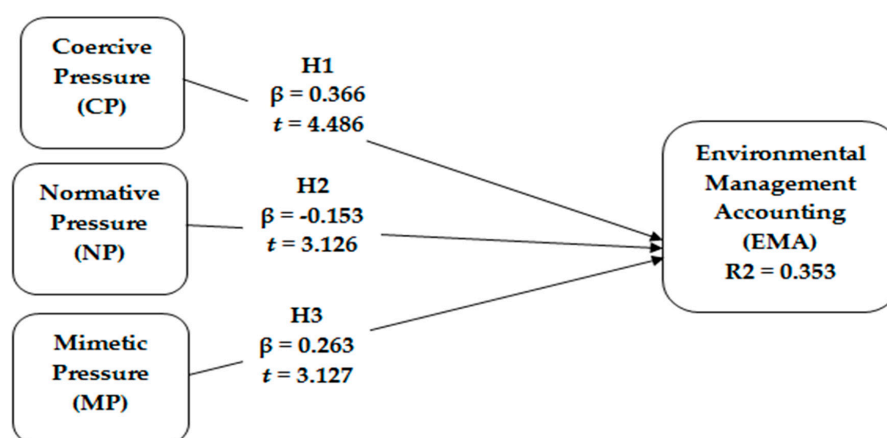 Coercive
Pressure
(CP)
H1
β = 0.366
t = 4.486
Normative
Pressure
(NP)
H2
β = -0.153
t = 3.126
Mimetic
Pressure
(MP)
H3
β = 0.263
t = 3.127
Environmental
Management
Accounting
(EMA)
R2 = 0.353